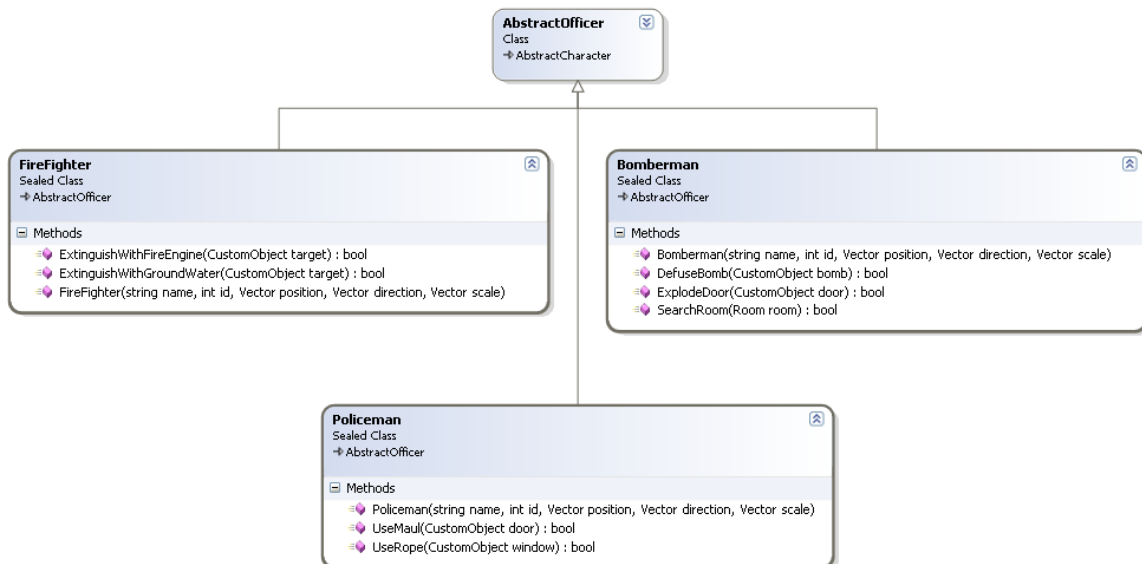 AbstractOfficer
Class
AbstractCharacter
FireFighter
Sealed Class
AbstractOfficer
Methods
ExtinguishWithFireEngine(CustomObject target) : bool
ExtinguishWithGroundWater(CustomObject target) : bool
FireFighter(string name, int id, Vector position, Vector direction, Vector scale)
Bomberman
Sealed Class
AbstractOfficer
Methods
Bomberman(string name, int id, Vector position, Vector direction, Vector scale)
DefuseBomb(CustomObject bomb) : bool
ExplodeDoor(CustomObject door) : bool
SearchRoom(Room room) : bool
Policeman
Sealed Class
AbstractOfficer
Methods
Policeman(string name, int id, Vector position, Vector direction, Vector scale)
UseMaul(CustomObject door) : bool
UseRope(CustomObject window) : bool